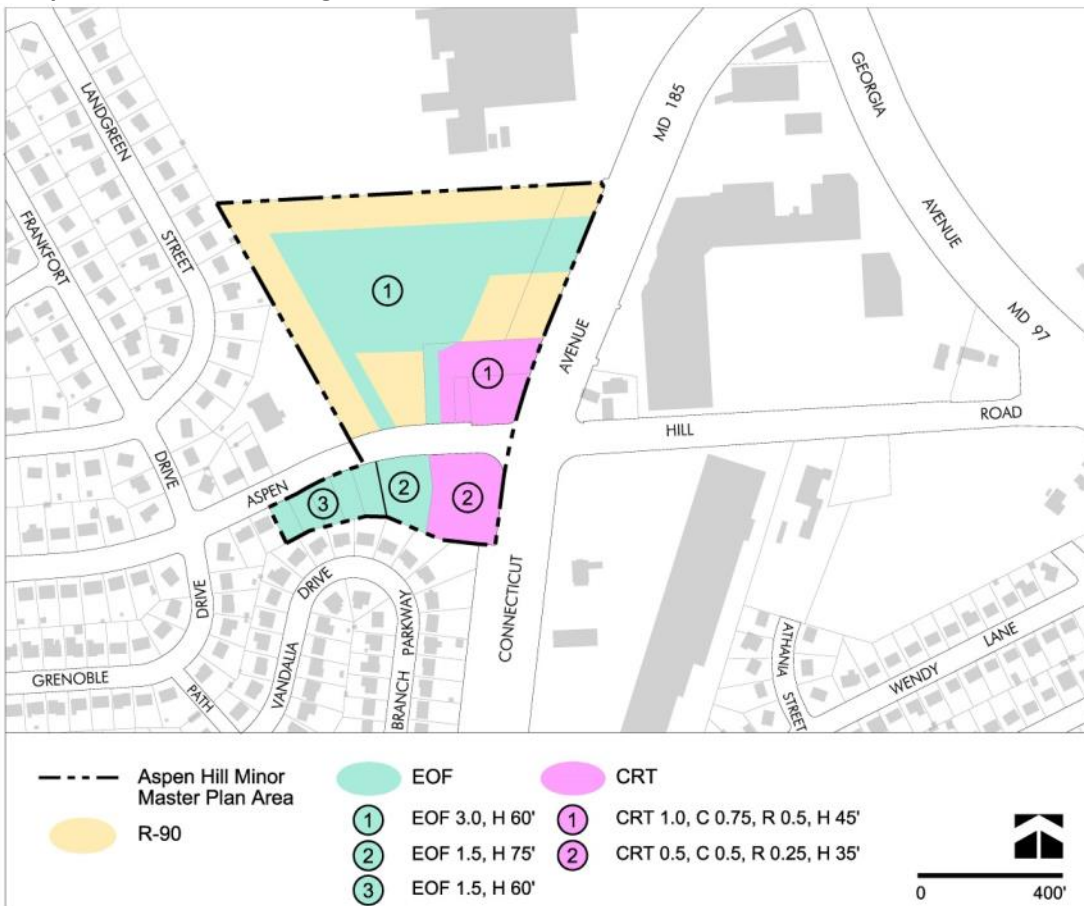 LANDGREEN
STREET
FRANKFORT
DRIVE
MD 185
GEORGIA
AVENUE
MD 97
AVENUE
1
1
HILL
ROAD
ASPEN
3
2
2
DRIVE
CONNECTICUT
DRIVE
VANDALIA
BRANCH PARKWAY
GRENOBLE
PATH
ATHANIA
STREET
WENDY LANE
Aspen Hill Minor
Master Plan Area
R-90
EOF
1 EOF 3.0, H 60'
2 EOF 1.5, H 75'
3 EOF 1.5, H 60'
CRT
1 CRT 1.0, C 0.75, R 0.5, H 45'
2 CRT 0.5, C 0.5, R 0.25, H 35'
0 400'